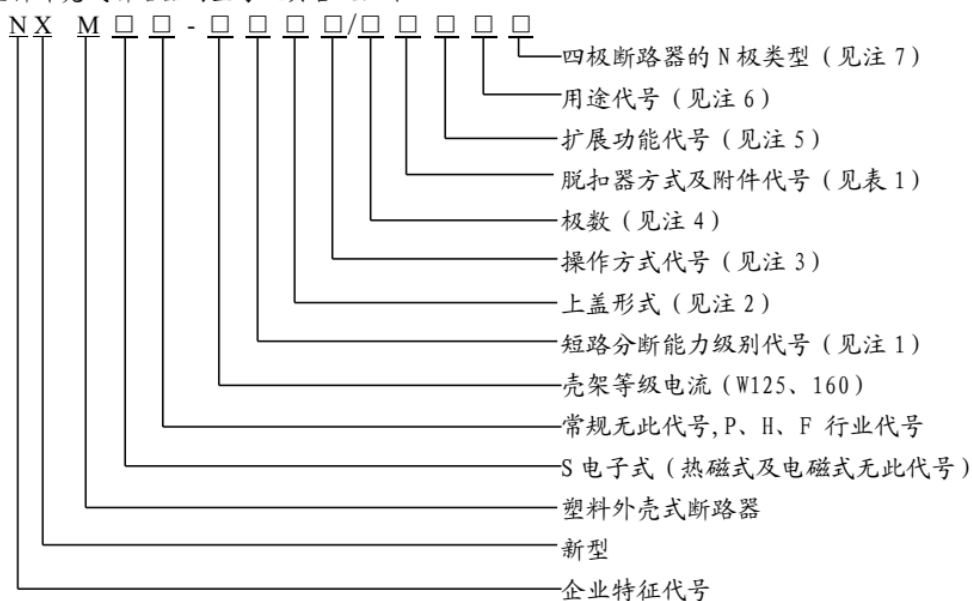 NX M□□-□□□□/□□□□□
四极断路器的N极类型（见注7）
用途代号（见注6）
扩展功能代号（见注5）
脱扣器方式及附件代号（见表1）
极数（见注4）
操作方式代号（见注3）
上盖形式（见注2）
短路分断能力级别代号（见注1）
壳架等级电流（W125、160）
常规无此代号,P、H、F 行业代号
S电子式（热磁式及电磁式无此代号）
塑料外壳式断路器
新型
企业特征代号